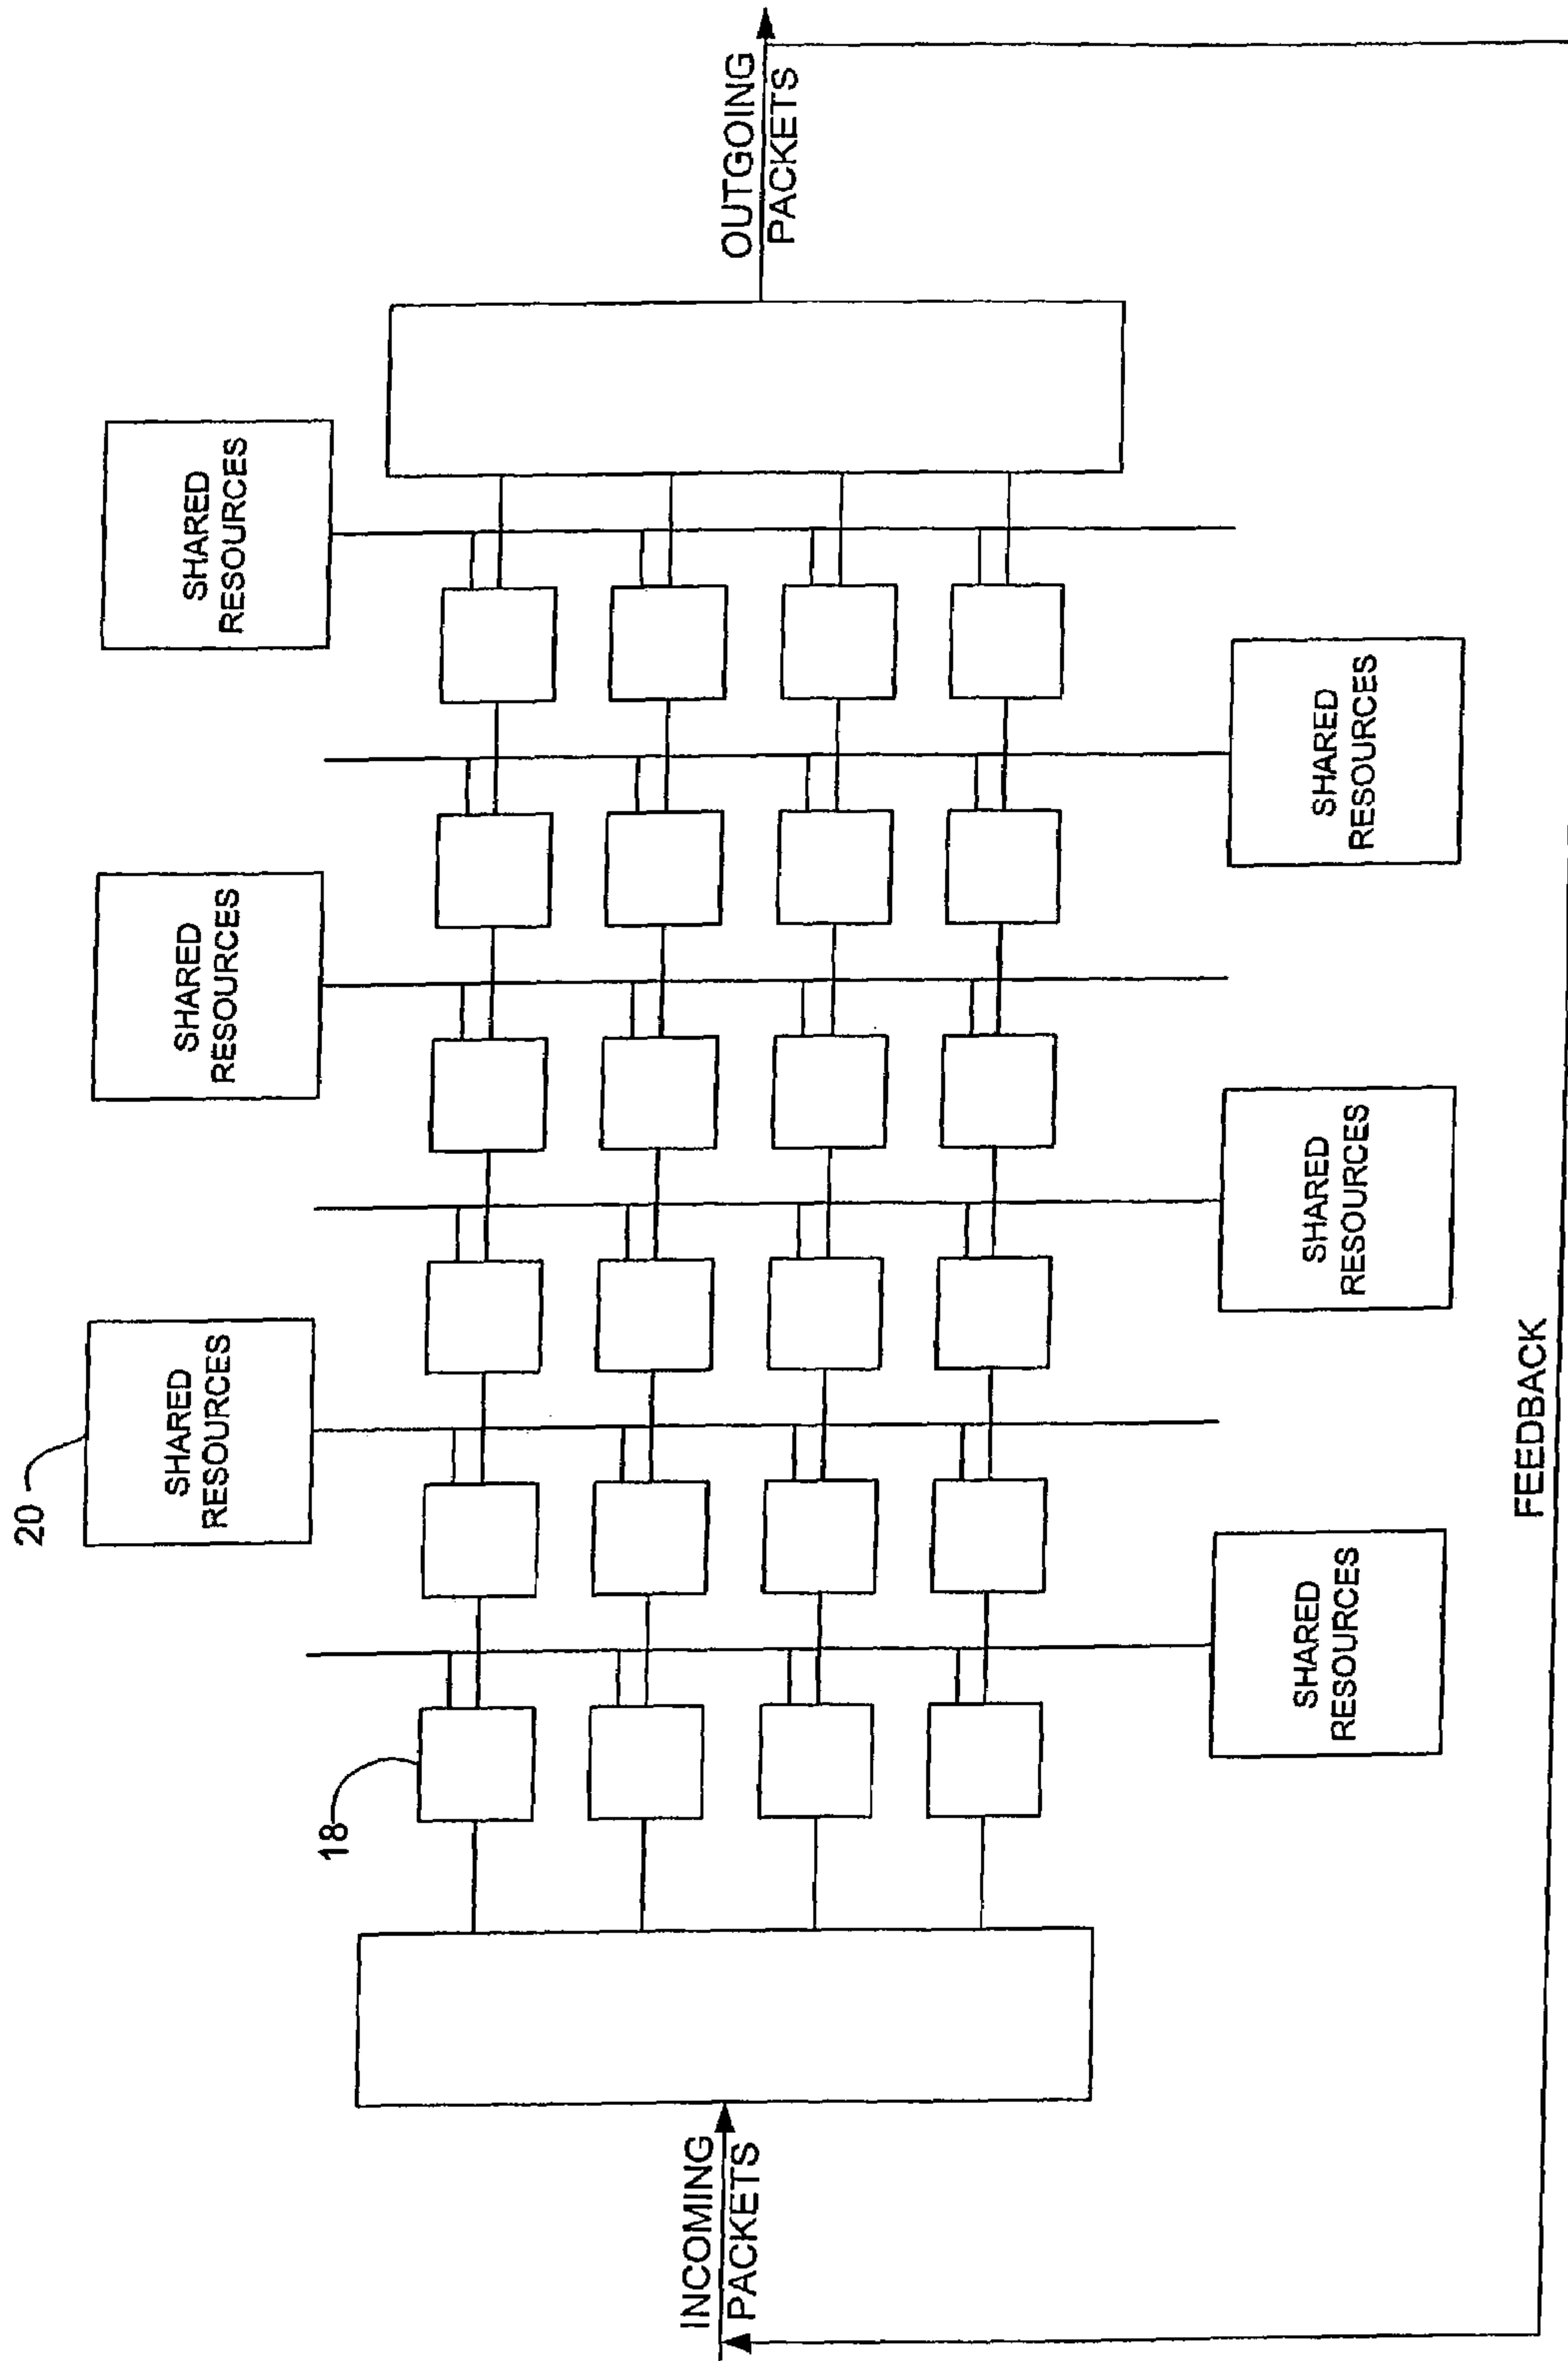 20
SHARED
RESOURCES
SHARED
RESOURCES
SHARED
RESOURCES
18
INCOMING
PACKETS
OUTGOING
PACKETS
SHARED
RESOURCES
SHARED
RESOURCES
SHARED
RESOURCES
FEEDBACK